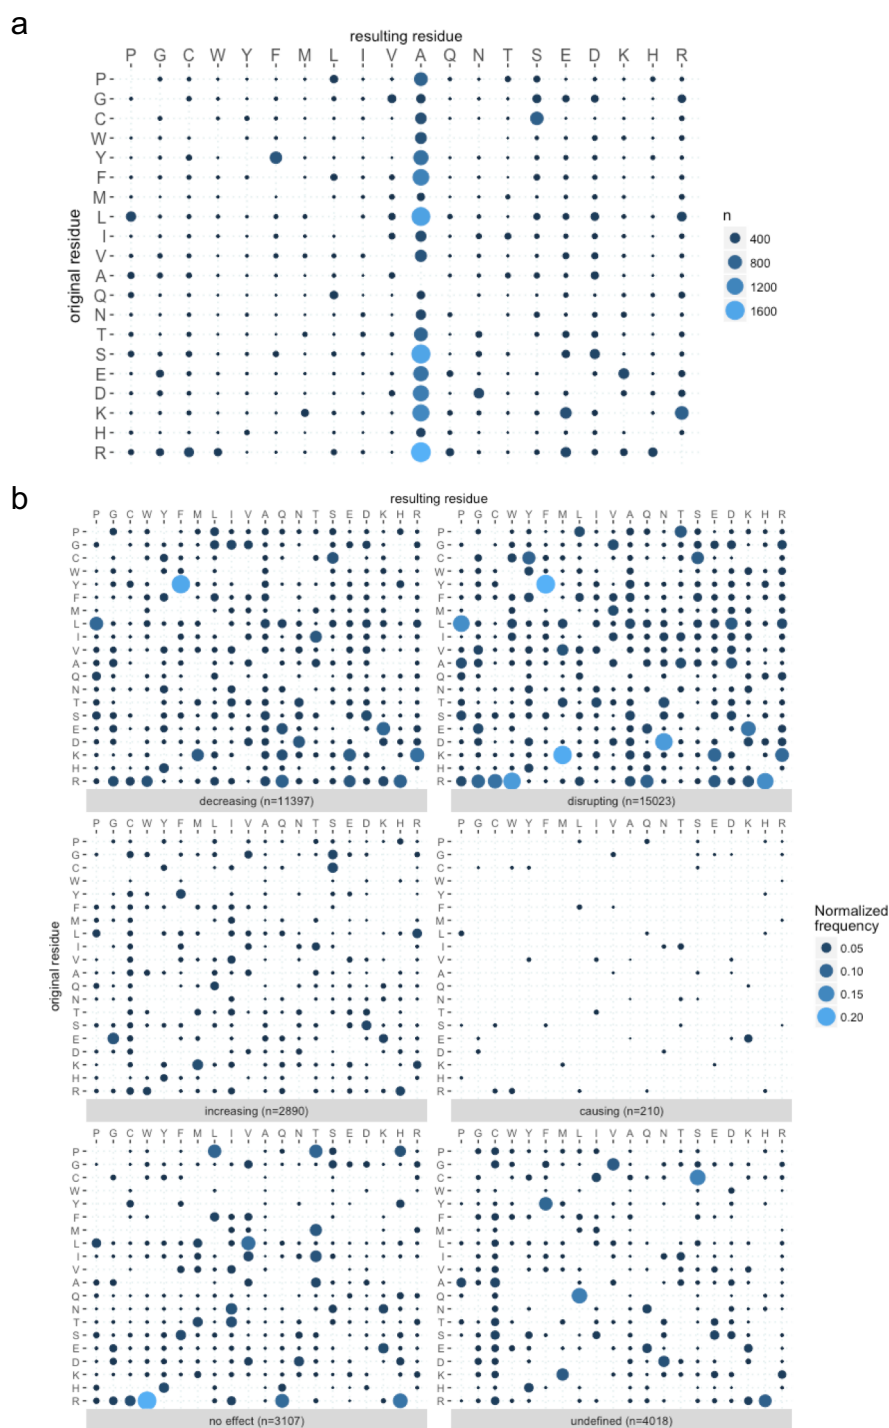 a
resulting residue
P G C W Y F M L I V A Q N T S E D K H R
original residue
P
G
C
W
Y
F
M
L
I
V
A
Q
N
T
S
E
D
K
H
R
n
400
800
1200
1600
b
resulting residue
P G C W Y F M L I V A Q N T S E D K H R
P G C W Y F M L I V A Q N T S E D K H R
P
G
C
W
Y
F
M
L
I
V
A
Q
N
T
S
E
D
K
H
R
P
G
C
W
Y
F
M
L
I
V
A
Q
N
T
S
E
D
K
H
R
decreasing (n=11397)
disrupting (n=15023)
P G C W Y F M L I V A Q N T S E D K H R
P G C W Y F M L I V A Q N T S E D K H R
original residue
P
G
C
W
Y
F
M
L
I
V
A
Q
N
T
S
E
D
K
H
R
P
G
C
W
Y
F
M
L
I
V
A
Q
N
T
S
E
D
K
H
R
Normalized
frequency
0.05
0.10
0.15
0.20
increasing (n=2890)
causing (n=210)
P G C W Y F M L I V A Q N T S E D K H R
P G C W Y F M L I V A Q N T S E D K H R
P
G
C
W
Y
F
M
L
I
V
A
Q
N
T
S
E
D
K
H
R
P
G
C
W
Y
F
M
L
I
V
A
Q
N
T
S
E
D
K
H
R
no effect (n=3107)
undefined (n=4018)